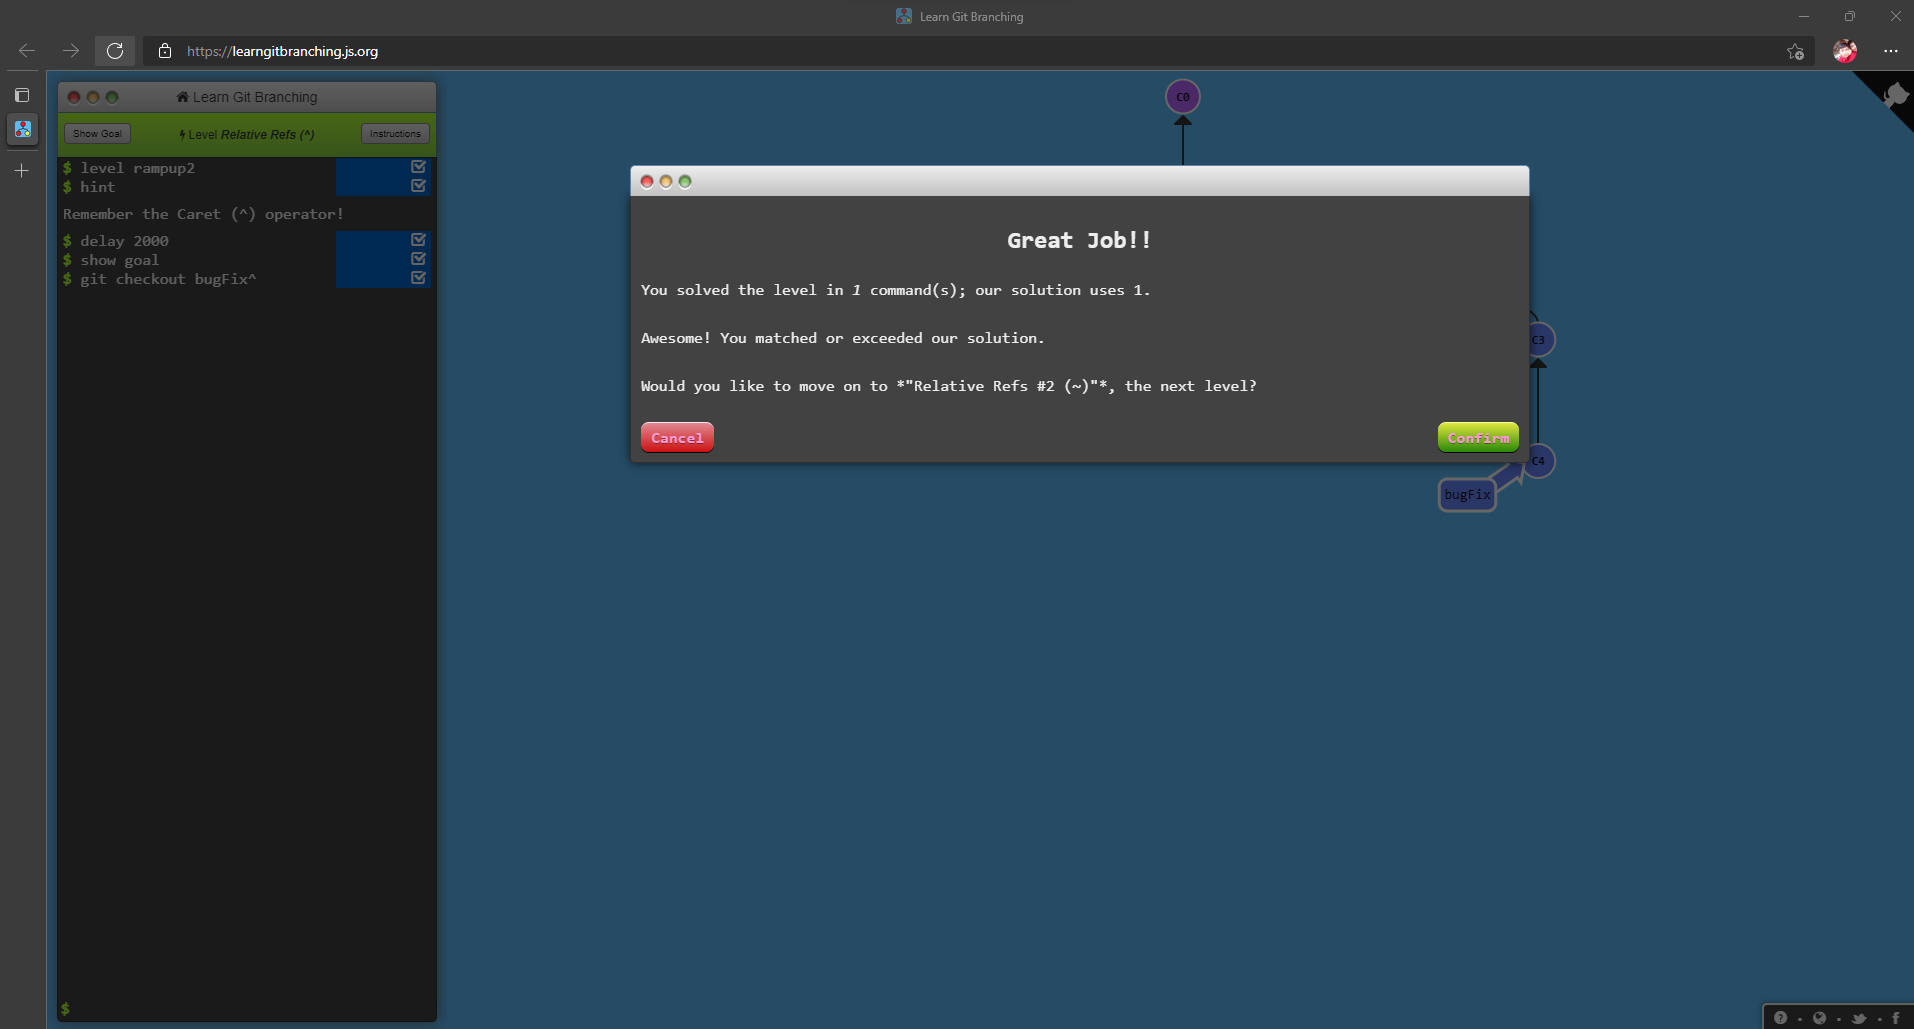 Learn Git Branching
https://learngitbranching.js.org
Learn Git Branching
Show Goal
Level Relative Refs (^)
Instructions
$ level rampup2
$ hint
Remember the Caret (^) operator!
$ delay 2000
$ show goal
$ git checkout bugFix^
$
C0
Great Job!!
You solved the level in 1 command(s); our solution uses 1.
Awesome! You matched or exceeded our solution.
Would you like to move on to *"Relative Refs #2 (~)"*, the next level?
Cancel
Confirm
C3
C4
bugFix